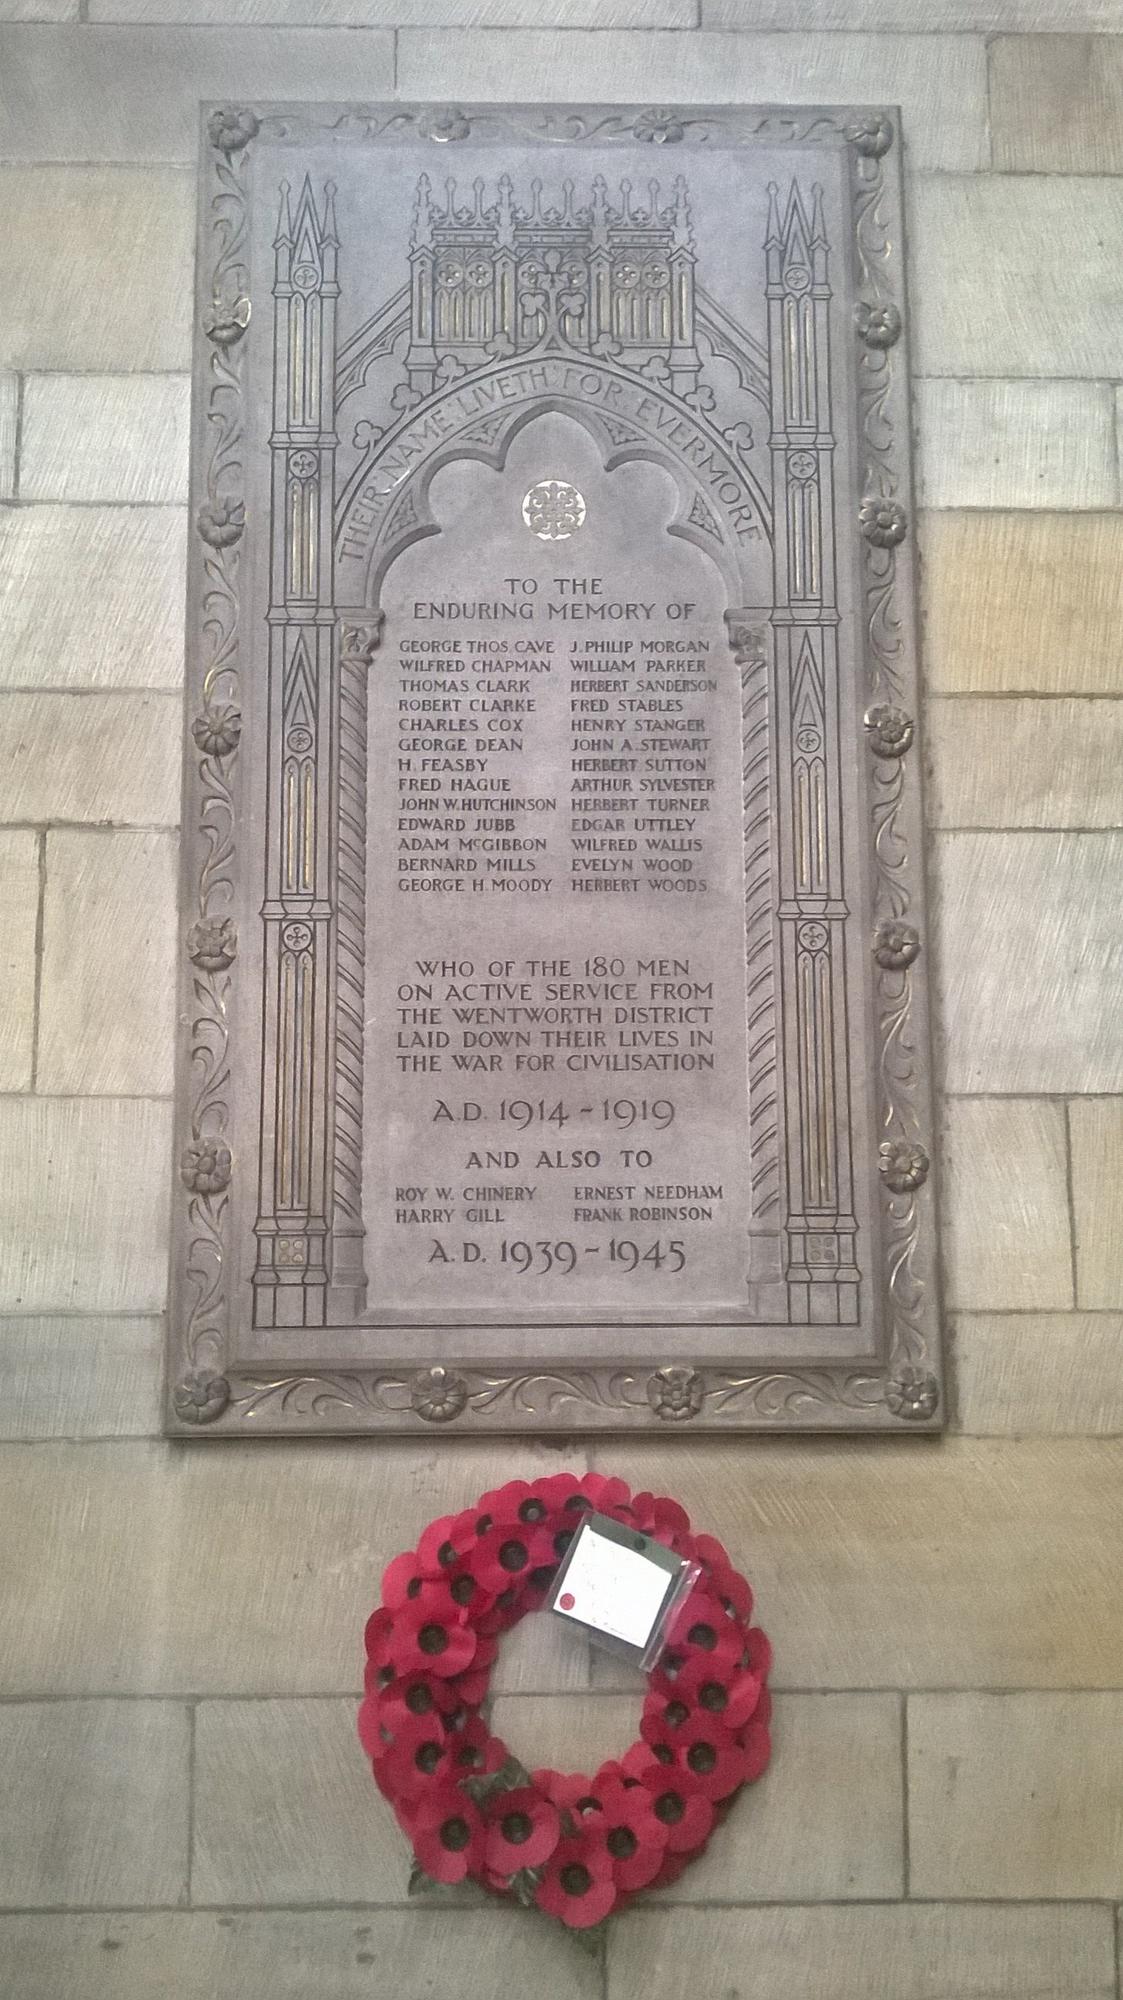 THEIR NAME LIVETH FOR EVERMORE
TO THE
ENDURING MEMORY OF
GEORGE THOS. CAVE J. PHILIP MORGAN
WILFRED CHAPMAN WILLIAM PARKER
THOMAS CLARK HERBERT SANDERSON
ROBERT CLARKE FRED STABLES
CHARLES COX HENRY STANGER
GEORGE DEAN JOHN A. STEWART
H. FEASBY HERBERT SUTTON
FRED HAGUE ARTHUR SYLVESTER
JOHN W. HUTCHINSON HERBERT TURNER
EDWARD JUBB EDGAR UTTLEY
ADAM McGIBBON WILFRED WALLIS
BERNARD MILLS EVELYN WOOD
GEORGE H. MOODY HERBERT WOODS
WHO OF THE 180 MEN
ON ACTIVE SERVICE FROM
THE WENTWORTH DISTRICT
LAID DOWN THEIR LIVES IN
THE WAR FOR CIVILISATION
A.D. 1914 - 1919
AND ALSO TO
ROY W. CHINERY ERNEST NEEDHAM
HARRY GILL FRANK ROBINSON
A.D. 1939 - 1945